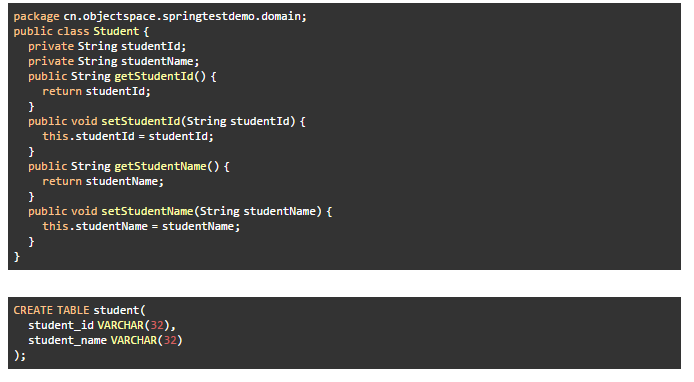 package cn.objectspace.springtestdemo.domain;
public class Student {
  private String studentId;
  private String studentName;
  public String getStudentId() {
    return studentId;
  }
  public void setStudentId(String studentId) {
    this.studentId = studentId;
  }
  public String getStudentName() {
    return studentName;
  }
  public void setStudentName(String studentName) {
    this.studentName = studentName;
  }
}
CREATE TABLE student(
  student_id VARCHAR(32),
  student_name VARCHAR(32)
);